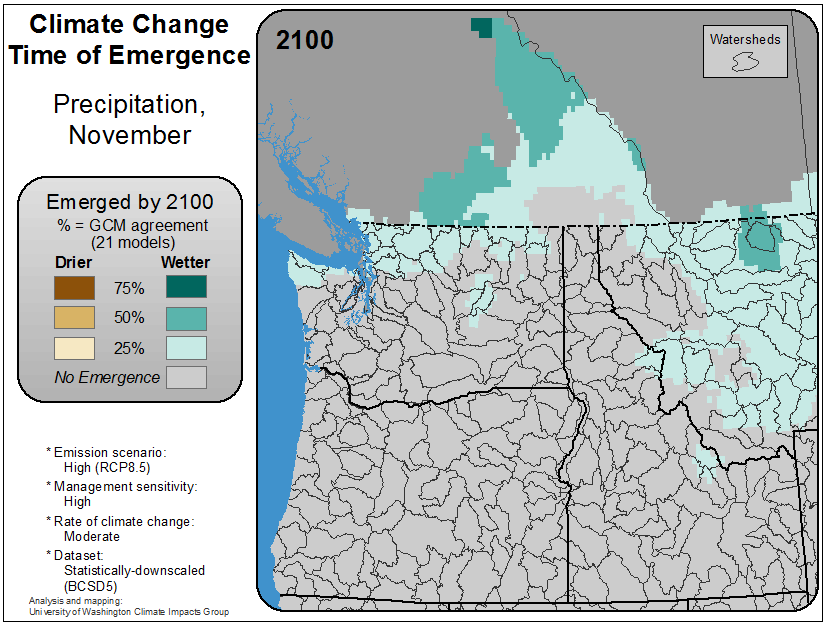 Climate Change
Time of Emergence
Precipitation,
November
Emerged by 2100
% = GCM agreement
(21 models)
Drier Wetter
75%
50%
25%
No Emergence
* Emission scenario:
High (RCP8.5)
* Management sensitivity:
High
* Rate of climate change:
Moderate
* Dataset:
Statistically-downscaled
(BCSD5)
Analysis and mapping:
University of Washington Climate Impacts Group
2100
Watersheds